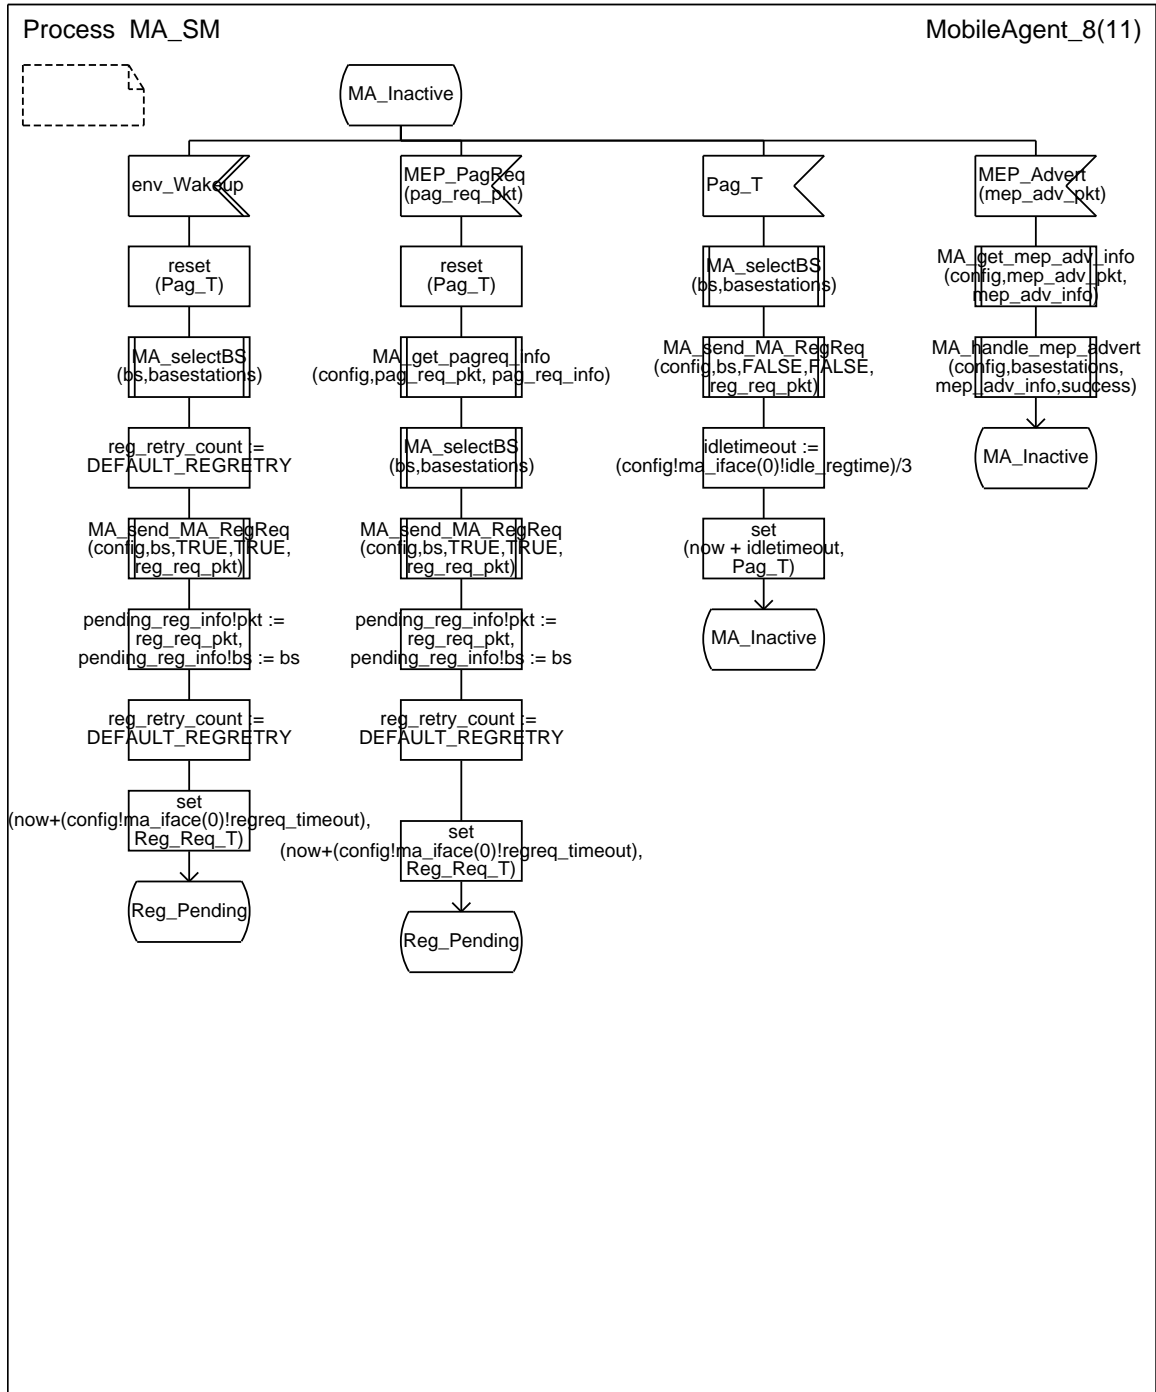 Process MA_SM
MobileAgent_8(11)
MA_Inactive
env_Wakeup
reset
(Pag_T)
MA_selectBS
(bs,basestations)
reg_retry_count :=
DEFAULT_REGRETRY
MA_send_MA_RegReq
(config,bs,TRUE,TRUE,
reg_req_pkt)
pending_reg_info!pkt :=
reg_req_pkt,
pending_reg_info!bs := bs
reg_retry_count :=
DEFAULT_REGRETRY
set
(now+(config!ma_iface(0)!regreq_timeout),
Reg_Req_T)
Reg_Pending
MEP_PagReq
(pag_req_pkt)
reset
(Pag_T)
MA_get_pagreq_info
(config,pag_req_pkt, pag_req_info)
MA_selectBS
(bs,basestations)
MA_send_MA_RegReq
(config,bs,TRUE,TRUE,
reg_req_pkt)
pending_reg_info!pkt :=
reg_req_pkt,
pending_reg_info!bs := bs
reg_retry_count :=
DEFAULT_REGRETRY
set
(now+(config!ma_iface(0)!regreq_timeout),
Reg_Req_T)
Reg_Pending
Pag_T
MA_selectBS
(bs,basestations)
MA_send_MA_RegReq
(config,bs,FALSE,FALSE,
reg_req_pkt)
idletimeout :=
(config!ma_iface(0)!idle_regtime)/3
set
(now + idletimeout,
Pag_T)
MA_Inactive
MEP_Advert
(mep_adv_pkt)
MA_get_mep_adv_info
(config,mep_adv_pkt,
mep_adv_info)
MA_handle_mep_advert
(config,basestations,
mep_adv_info,success)
MA_Inactive